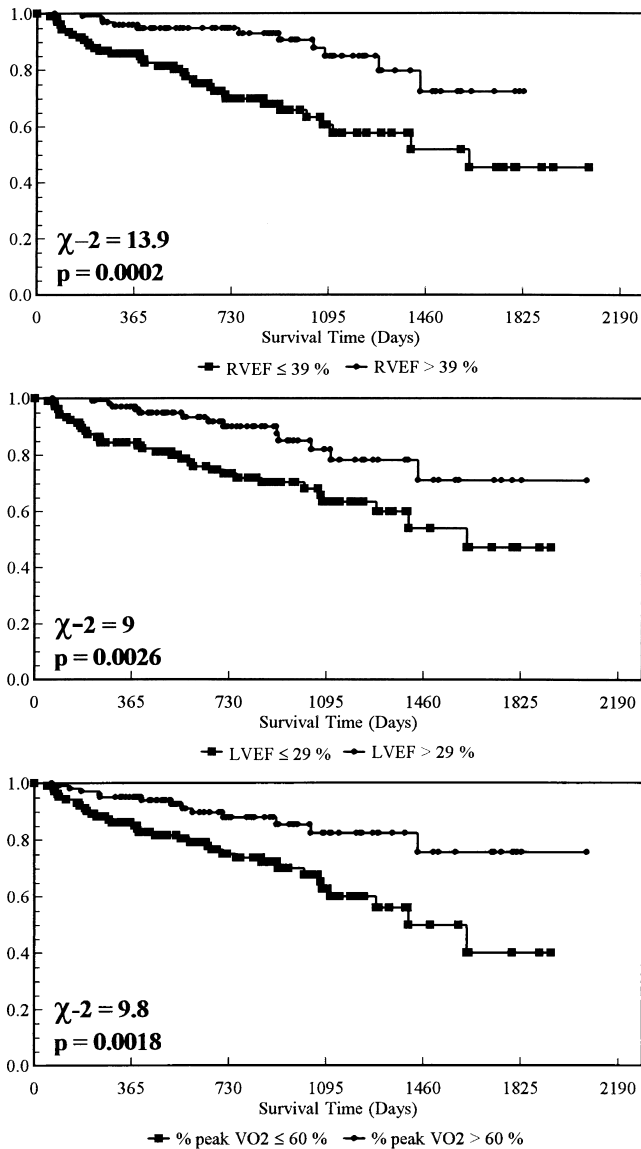 1.0
0.8
0.6
0.4
0.2
0.0
χ–2 = 13.9
p = 0.0002
0 365 730 1095 1460 1825 2190
Survival Time (Days)
RVEF ≤ 39 % RVEF > 39 %
1.0
0.8
0.6
0.4
0.2
0.0
χ-2 = 9
p = 0.0026
0 365 730 1095 1460 1825 2190
Survival Time (Days)
LVEF ≤ 29 % LVEF > 29 %
1.0
0.8
0.6
0.4
0.2
0.0
χ-2 = 9.8
p = 0.0018
0 365 730 1095 1460 1825 2190
Survival Time (Days)
% peak VO2 ≤ 60 % % peak VO2 > 60 %